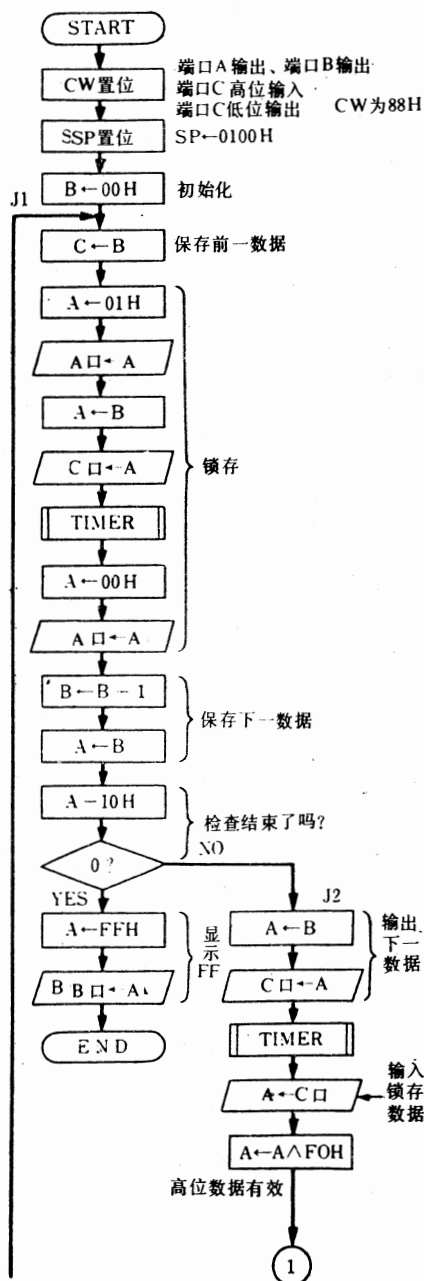 START
CW置位
端口A输出、端口B输出
端口C高位输入
端口C低位输出 CW为88H
SSP置位
SP←0100H
J1
B←00H
初始化
C←B
保存前一数据
A←01H
A口←A
A←B
C口←A
锁存
TIMER
A←00H
A口←A
B←B-1
保存下一数据
A←B
A-10H
检查结束了吗?
0?
NO
YES
J2
A←FFH
显示FF
A←B
输出下一数据
B B口←A
C口←A
END
TIMER
A←C口
输入锁存数据
A←A∧F0H
高位数据有效
1